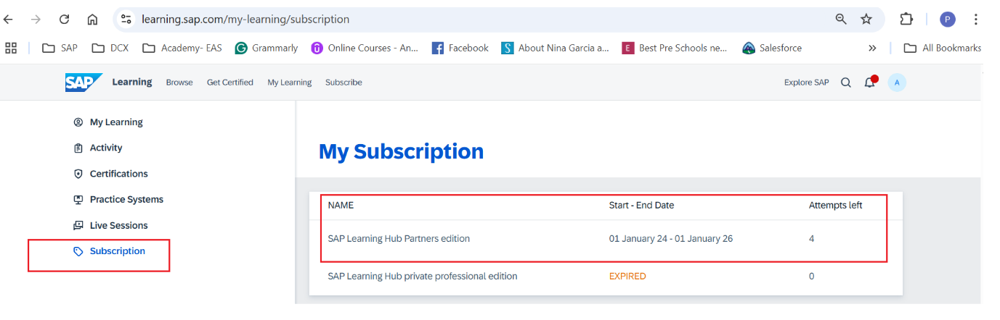 learning.sap.com/my-learning/subscription
P
SAP DCX Academy- EAS Grammarly Online Courses - An... Facebook S About Nina Garcia a... E Best Pre Schools ne... Salesforce » All Bookmarks
SAP Learning Browse Get Certified My Learning Subscribe Explore SAP A
My Learning
Activity
Certifications
Practice Systems
Live Sessions
Subscription
My Subscription
NAME Start - End Date Attempts left
SAP Learning Hub Partners edition 01 January 24 - 01 January 26 4
SAP Learning Hub private professional edition EXPIRED 0